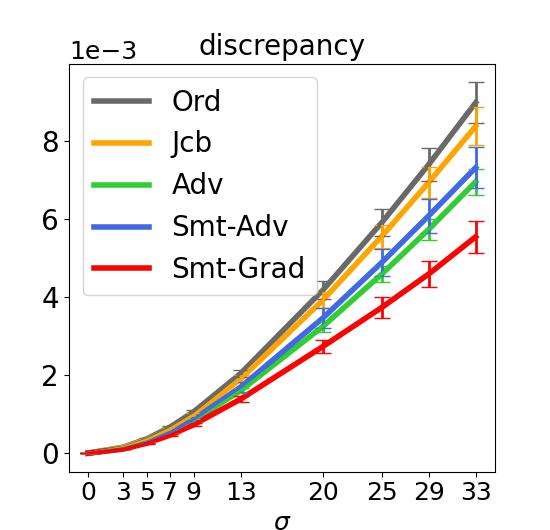 discrepancy
1e−3
Ord
Jcb
Adv
Smt-Adv
Smt-Grad
8
6
4
2
0
0 3 5 7 9 13 20 25 29 33
σ